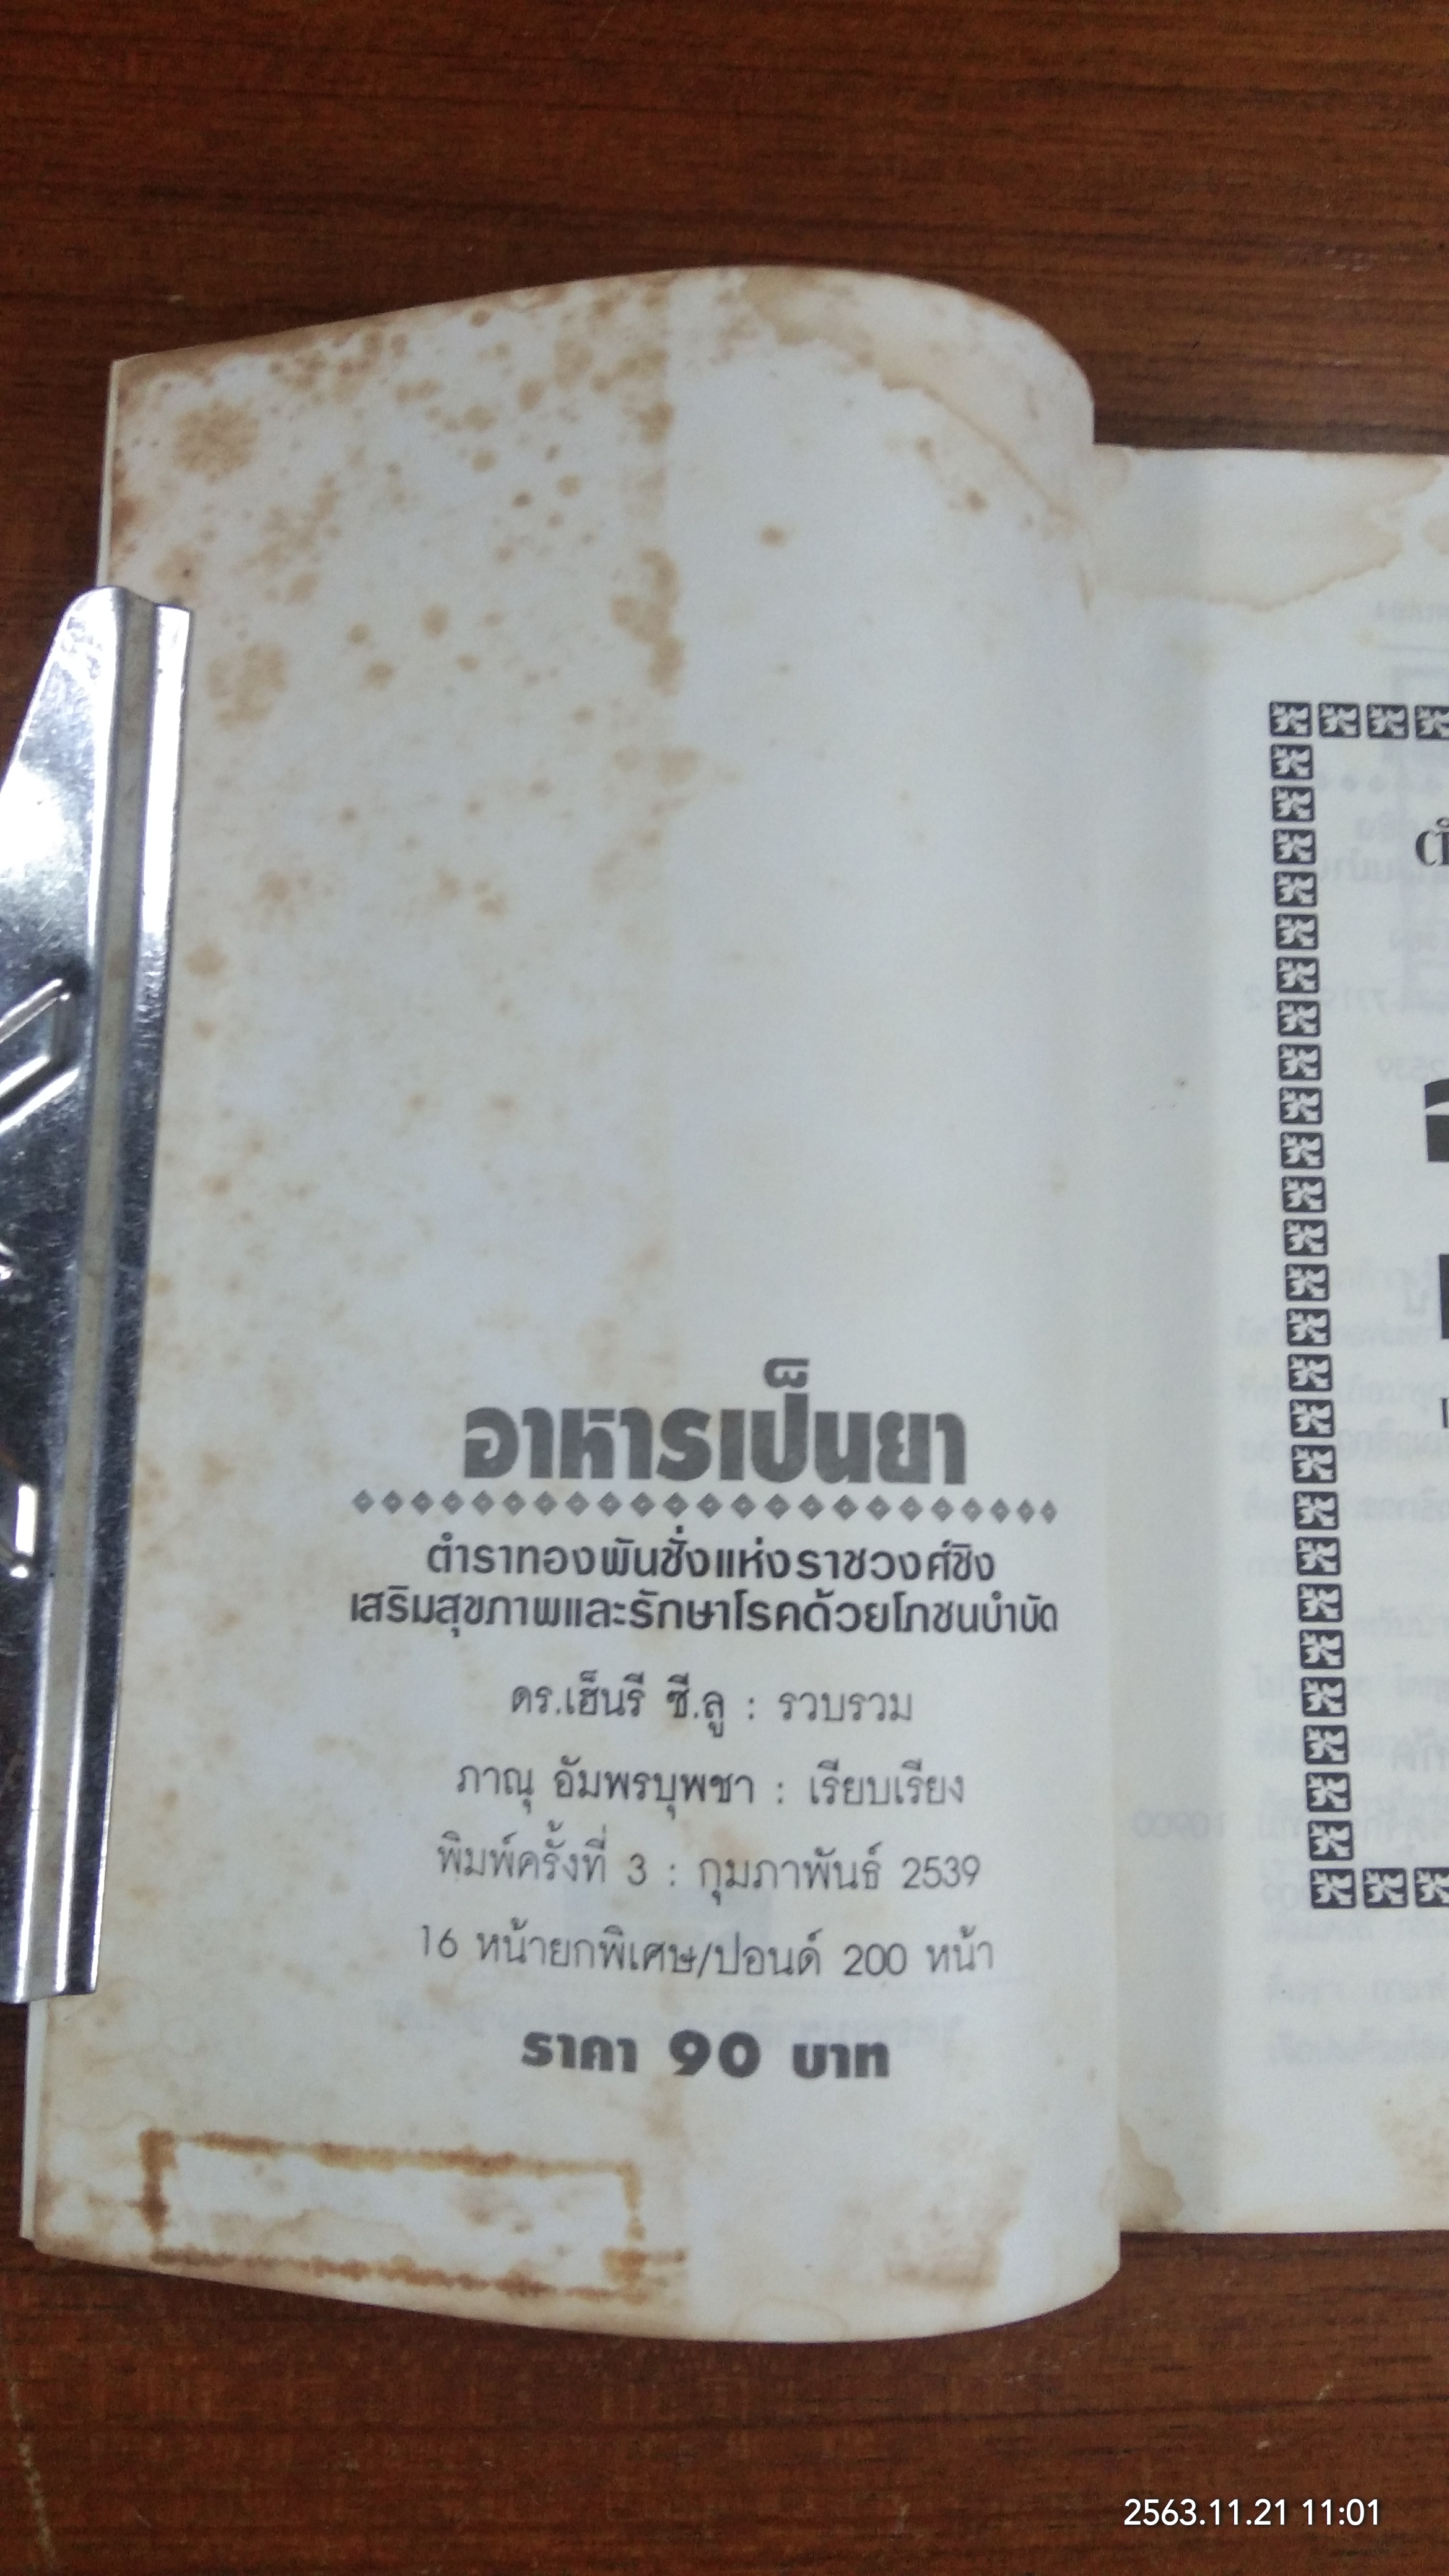 อาหารเป็นยา
ตำราทองพันชั่งแห่งราชวงศ์ชิง
เสริมสุขภาพและรักษาโรคด้วยโภชนบำบัด
ดร.เฮ็นรี ซี.ลู : รวบรวม
ภาณุ อัมพรบุพชา : เรียบเรียง
พิมพ์ครั้งที่ 3 : กุมภาพันธ์ 2539
16 หน้ายกพิเศษ/ปอนด์ 200 หน้า
ราคา 90 บาท
2563.11.21 11:01